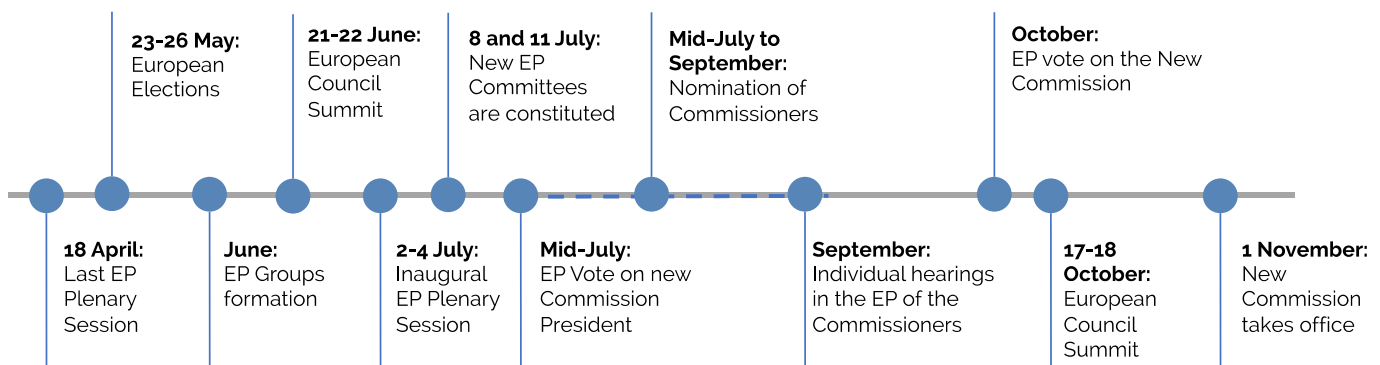 23-26 May:
European
Elections
21-22 June:
European
Council
Summit
8 and 11 July:
New EP
Committees
are constituted
Mid-July to
September:
Nomination of
Commissioners
October:
EP vote on the New
Commission
18 April:
Last EP
Plenary
Session
June:
EP Groups
formation
2-4 July:
Inaugural
EP Plenary
Session
Mid-July:
EP Vote on new
Commission
President
September:
Individual hearings
in the EP of the
Commissioners
17-18
October:
European
Council
Summit
1 November:
New
Commission
takes office